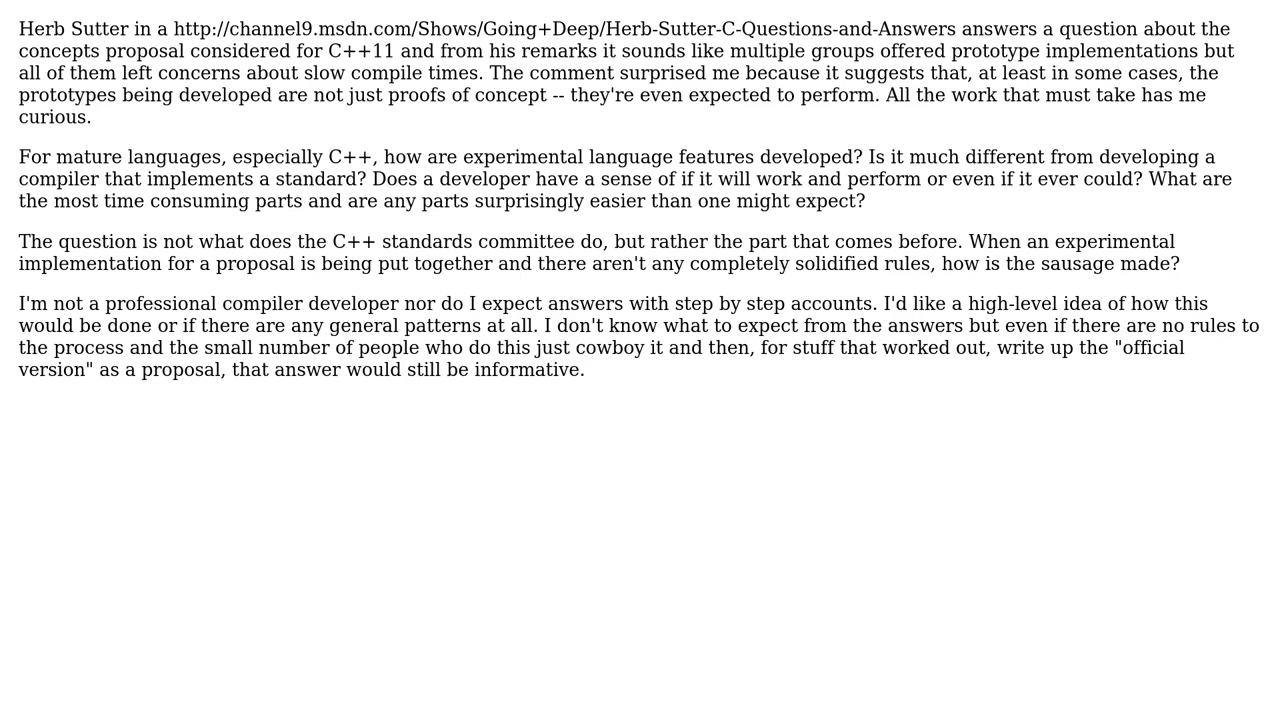 Herb Sutter in a http://channel9.msdn.com/Shows/Going+Deep/Herb-Sutter-C-Questions-and-Answers answers a question about the
concepts proposal considered for C++11 and from his remarks it sounds like multiple groups offered prototype implementations but
all of them left concerns about slow compile times. The comment surprised me because it suggests that, at least in some cases, the
prototypes being developed are not just proofs of concept -- they're even expected to perform. All the work that must take has me
curious.
For mature languages, especially C++, how are experimental language features developed? Is it much different from developing a
compiler that implements a standard? Does a developer have a sense of if it will work and perform or even if it ever could? What are
the most time consuming parts and are any parts surprisingly easier than one might expect?
The question is not what does the C++ standards committee do, but rather the part that comes before. When an experimental
implementation for a proposal is being put together and there aren't any completely solidified rules, how is the sausage made?
I'm not a professional compiler developer nor do I expect answers with step by step accounts. I'd like a high-level idea of how this
would be done or if there are any general patterns at all. I don't know what to expect from the answers but even if there are no rules to
the process and the small number of people who do this just cowboy it and then, for stuff that worked out, write up the "official
version" as a proposal, that answer would still be informative.